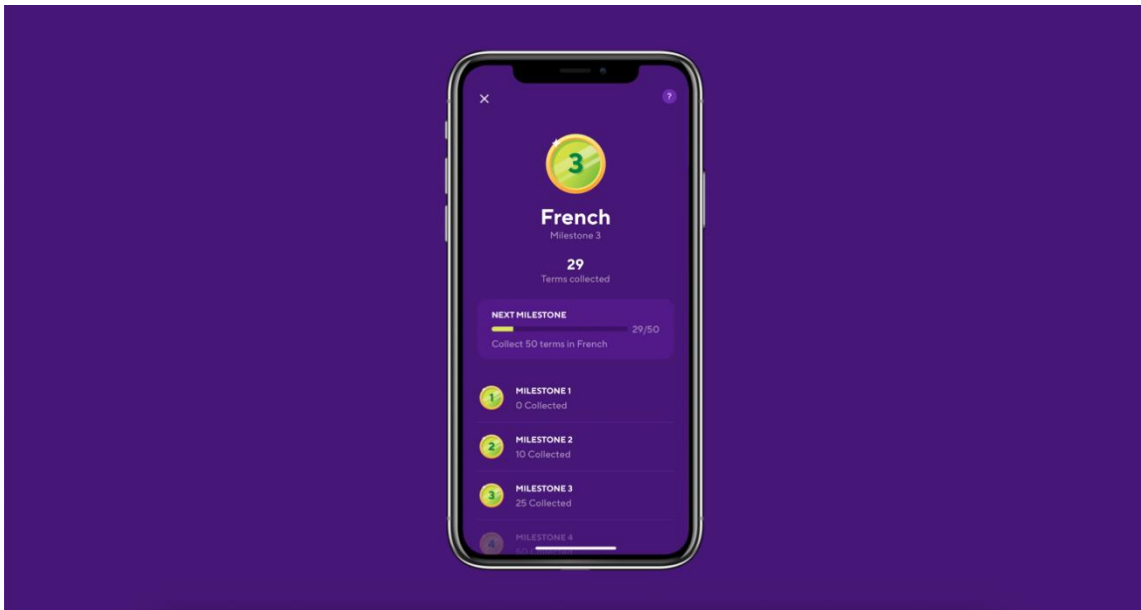 ?
3
French
Milestone 3
29
Terms collected
NEXT MILESTONE
29/50
Collect 50 terms in French
1
MILESTONE 1
0 Collected
2
MILESTONE 2
10 Collected
3
MILESTONE 3
25 Collected
4
MILESTONE 4